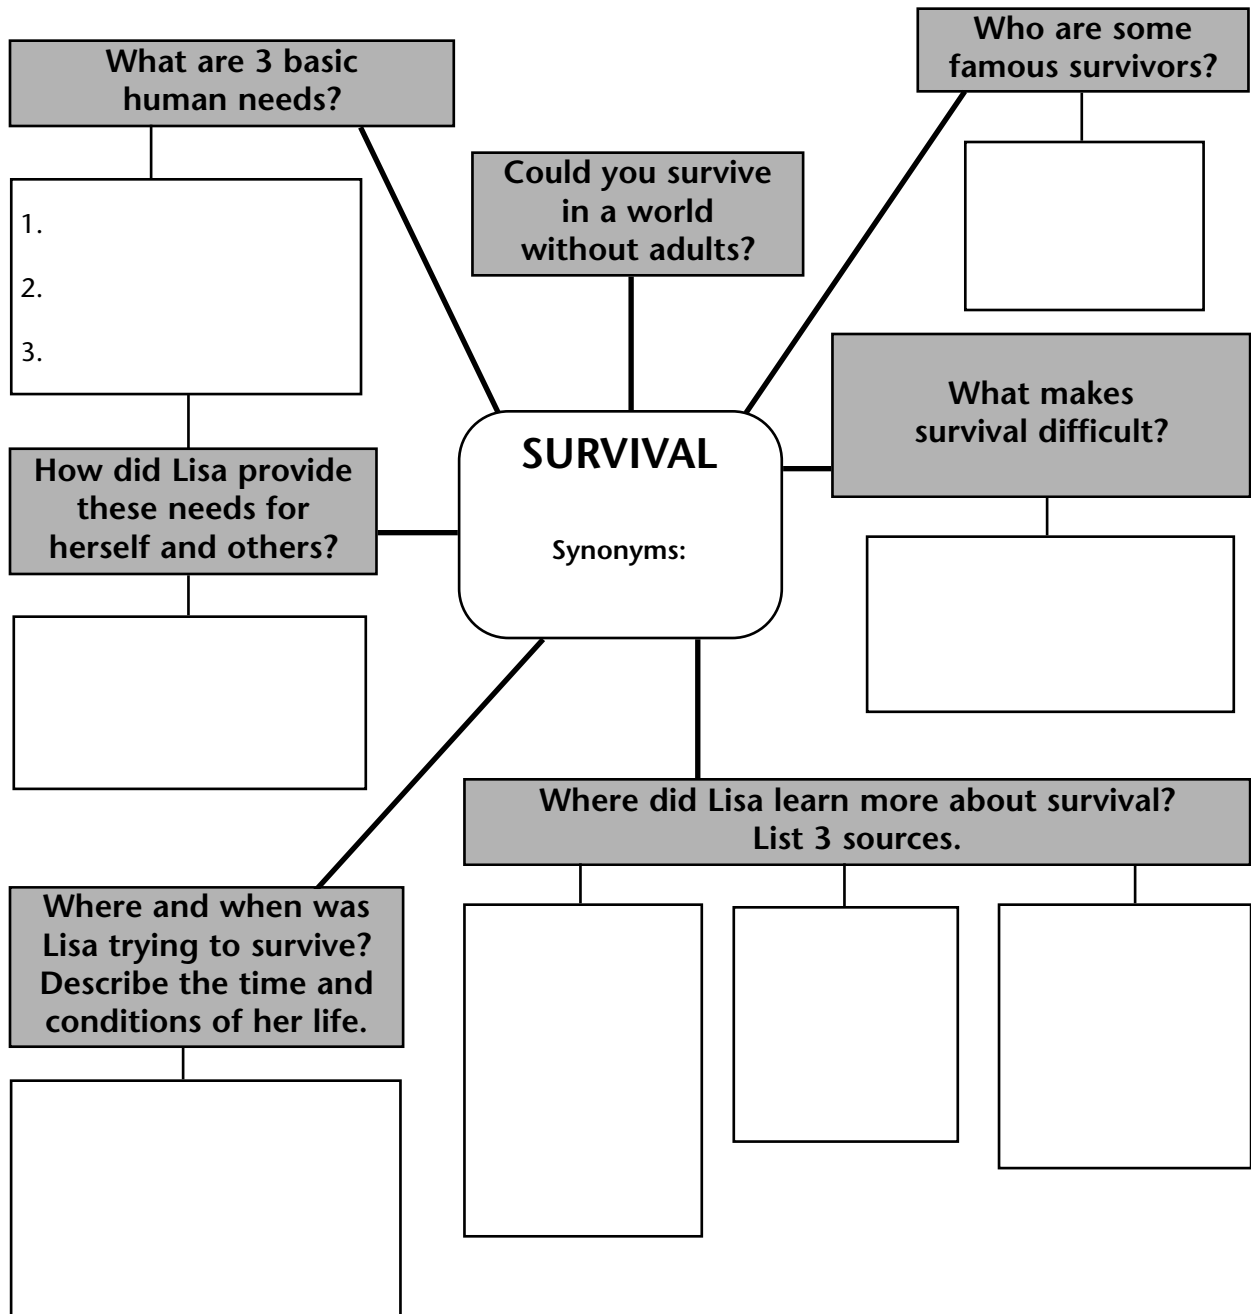 What are 3 basic
human needs?
1.
2.
3.
Who are some
famous survivors?
Could you survive
in a world
without adults?
What makes
survival difficult?
SURVIVAL
Synonyms:
How did Lisa provide
these needs for
herself and others?
Where did Lisa learn more about survival?
List 3 sources.
Where and when was
Lisa trying to survive?
Describe the time and
conditions of her life.